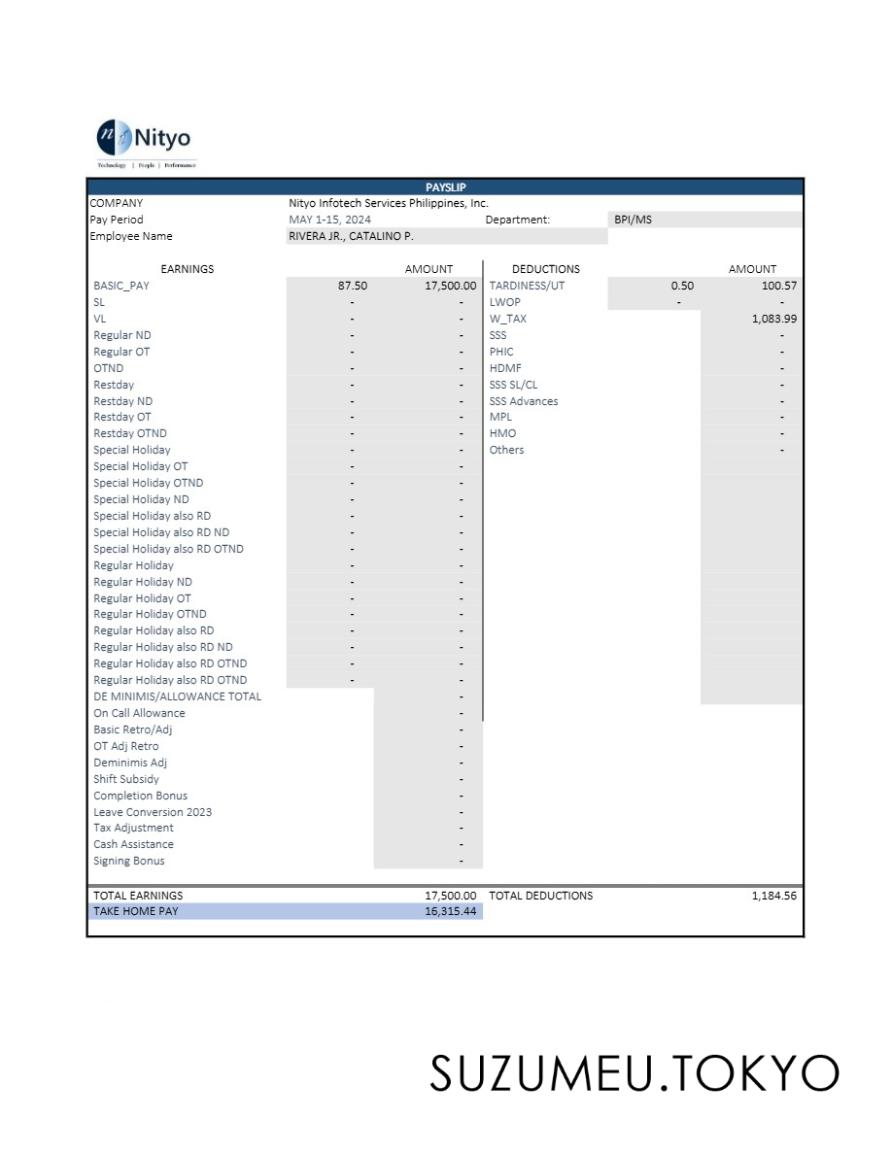 n t Nityo
Technology | People | Performance
PAYSLIP
COMPANY Nityo Infotech Services Philippines, Inc.
Pay Period MAY 1-15, 2024 Department: BPI/MS
Employee Name RIVERA JR., CATALINO P.
EARNINGS AMOUNT DEDUCTIONS AMOUNT
BASIC_PAY 87.50 17,500.00 TARDINESS/UT 0.50 100.57
SL - - LWOP - -
VL - - W_TAX 1,083.99
Regular ND - - SSS -
Regular OT - - PHIC -
OTND - - HDMF -
Restday - - SSS SL/CL -
Restday ND - - SSS Advances -
Restday OT - - MPL -
Restday OTND - - HMO -
Special Holiday - - Others -
Special Holiday OT - -
Special Holiday OTND - -
Special Holiday ND - -
Special Holiday also RD - -
Special Holiday also RD ND - -
Special Holiday also RD OTND - -
Regular Holiday - -
Regular Holiday ND - -
Regular Holiday OT - -
Regular Holiday OTND - -
Regular Holiday also RD - -
Regular Holiday also RD ND - -
Regular Holiday also RD OTND - -
Regular Holiday also RD OTND - -
DE MINIMIS/ALLOWANCE TOTAL -
On Call Allowance -
Basic Retro/Adj -
OT Adj Retro -
Deminimis Adj -
Shift Subsidy -
Completion Bonus -
Leave Conversion 2023 -
Tax Adjustment -
Cash Assistance -
Signing Bonus -
TOTAL EARNINGS 17,500.00 TOTAL DEDUCTIONS 1,184.56
TAKE HOME PAY 16,315.44
SUZUMEU.TOKYO